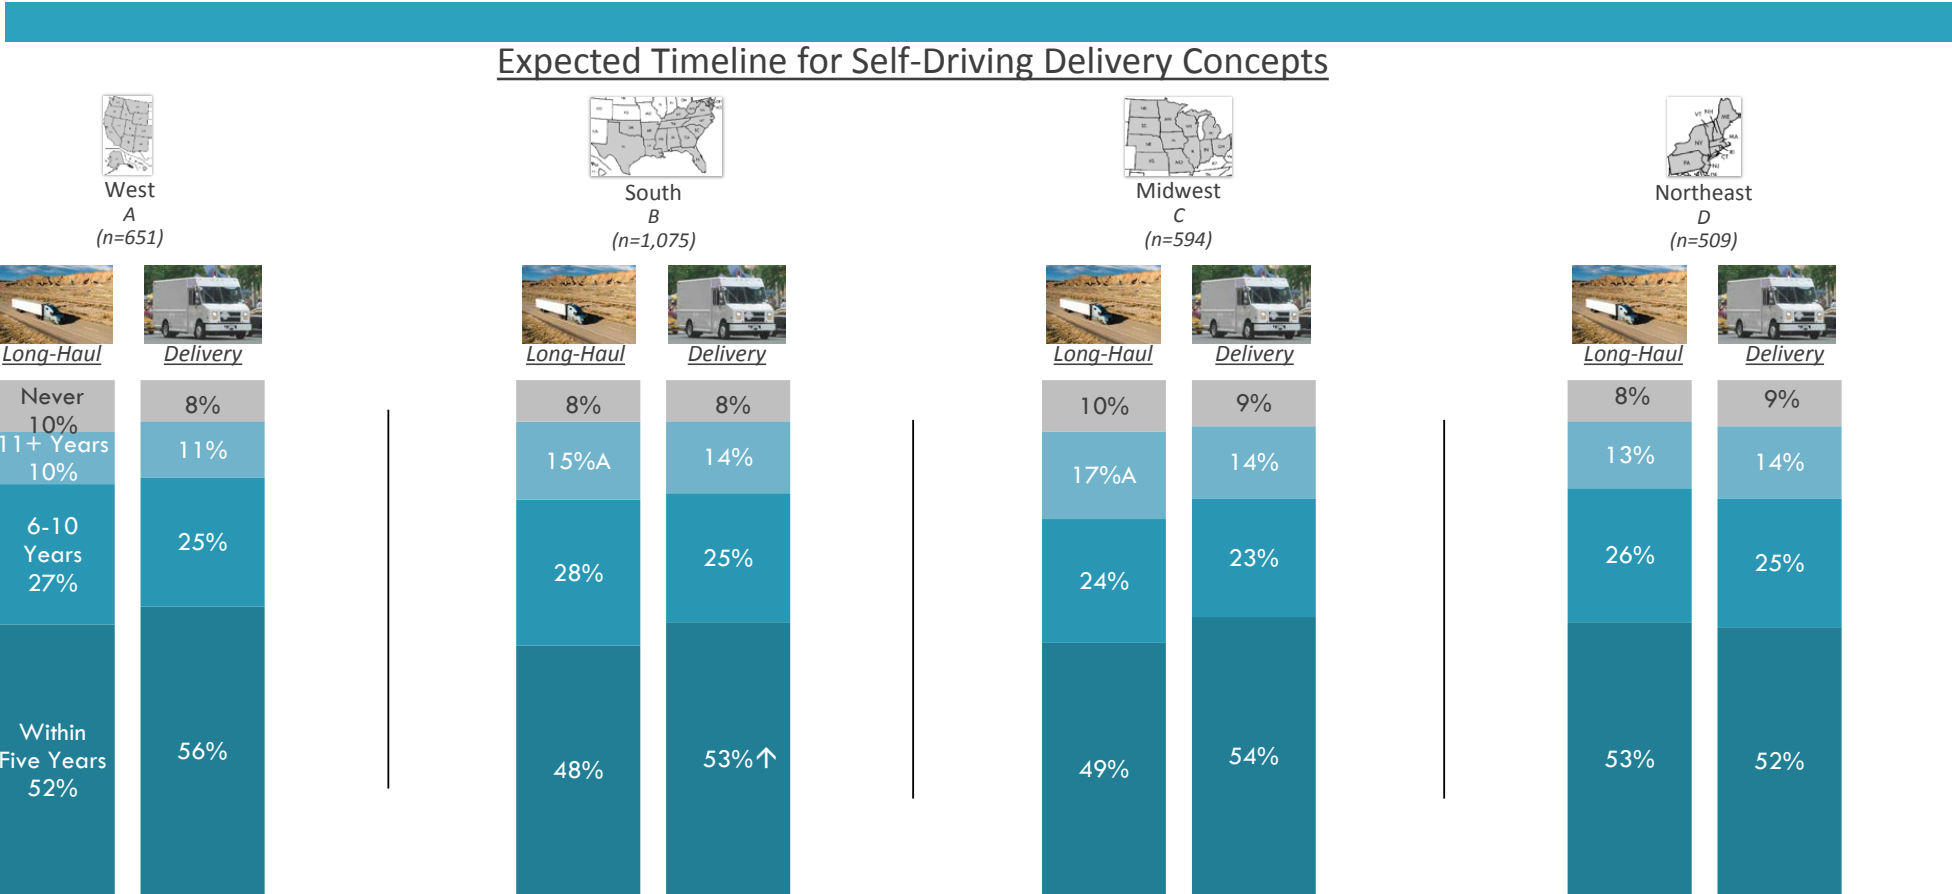 Expected Timeline for Self-Driving Delivery Concepts
West
A
(n=651)
South
B
(n=1,075)
Midwest
C
(n=594)
Northeast
D
(n=509)
Long-Haul
Delivery
Long-Haul
Delivery
Long-Haul
Delivery
Long-Haul
Delivery
Never
10%
11+ Years
10%
6-10
Years
27%
Within
Five Years
52%
8%
11%
25%
56%
8%
15%A
28%
48%
8%
14%
25%
53%↑
10%
17%A
24%
49%
9%
14%
23%
54%
8%
13%
26%
53%
9%
14%
25%
52%